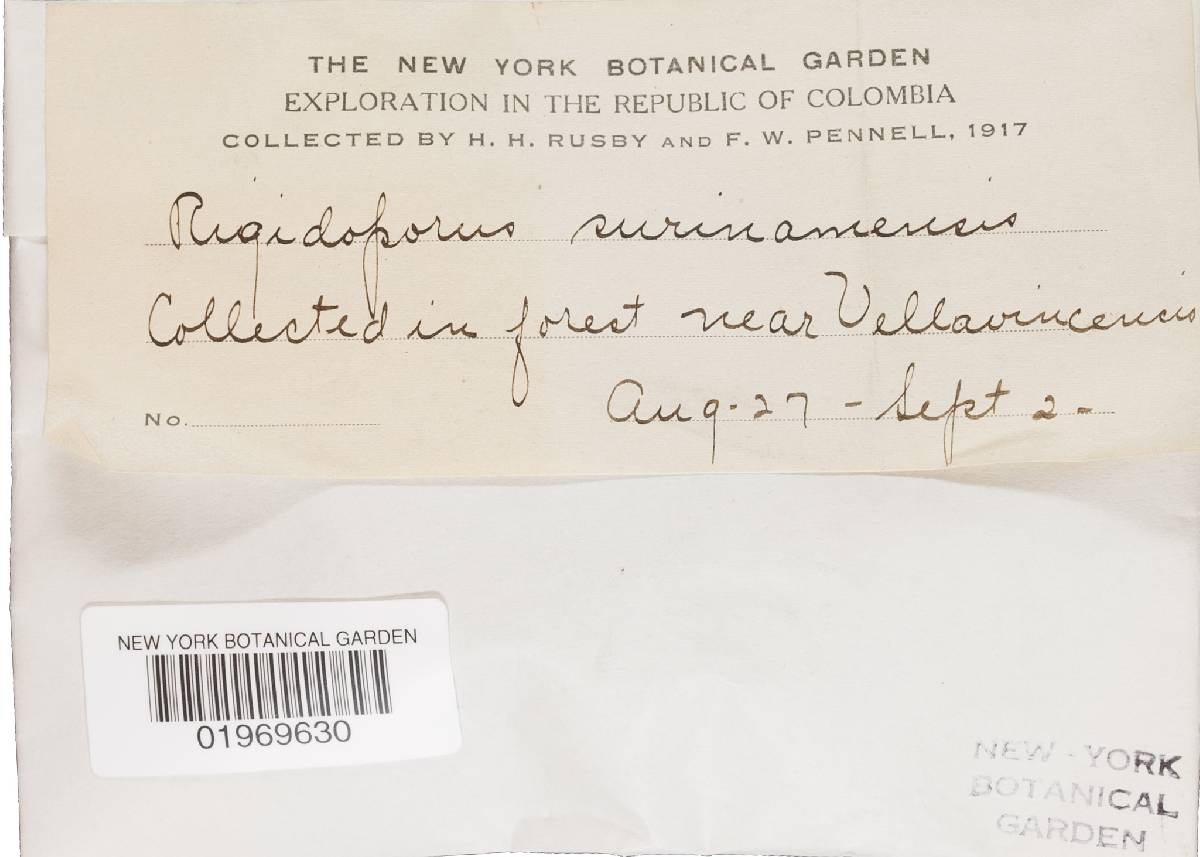 THE NEW YORK BOTANICAL GARDEN
EXPLORATION IN THE REPUBLIC OF COLOMBIA
COLLECTED BY H. H. RUSBY AND F. W. PENNELL, 1917
Rigidoporus surinamensis
Collected in forest near Vellavincensis
No. Aug. 27 - Sept 2 -
NEW YORK BOTANICAL GARDEN
01969630
NEW - YORK
BOTANICAL
GARDEN